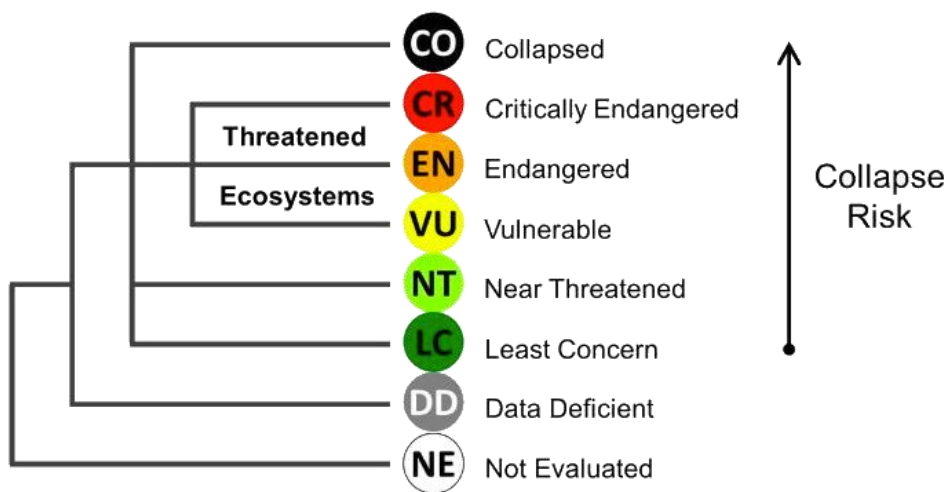 CO Collapsed
CR Critically Endangered
Threatened
EN Endangered
Ecosystems
VU Vulnerable
NT Near Threatened
LC Least Concern
DD Data Deficient
NE Not Evaluated
Collapse
Risk